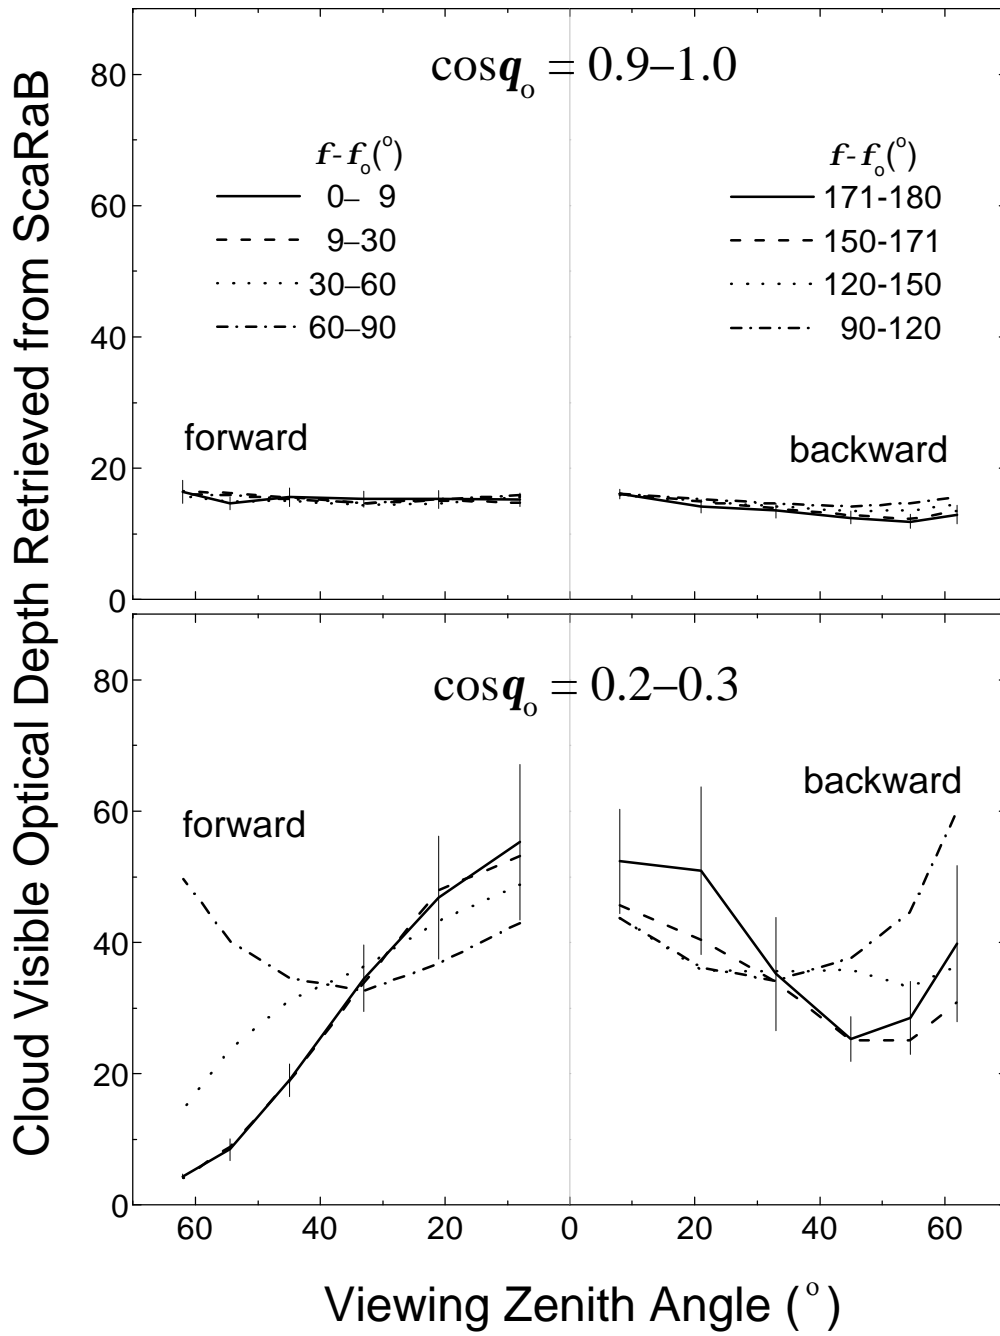 Cloud Visible Optical Depth Retrieved from ScaRaB
cosq_o = 0.9–1.0
80
60
40
20
0
f-f_o(°)
0– 9
9–30
30–60
60–90
f-f_o(°)
171-180
150-171
120-150
90-120
forward
backward
cosq_o = 0.2–0.3
80
60
40
20
0
forward
backward
60 40 20 0 20 40 60
Viewing Zenith Angle (°)